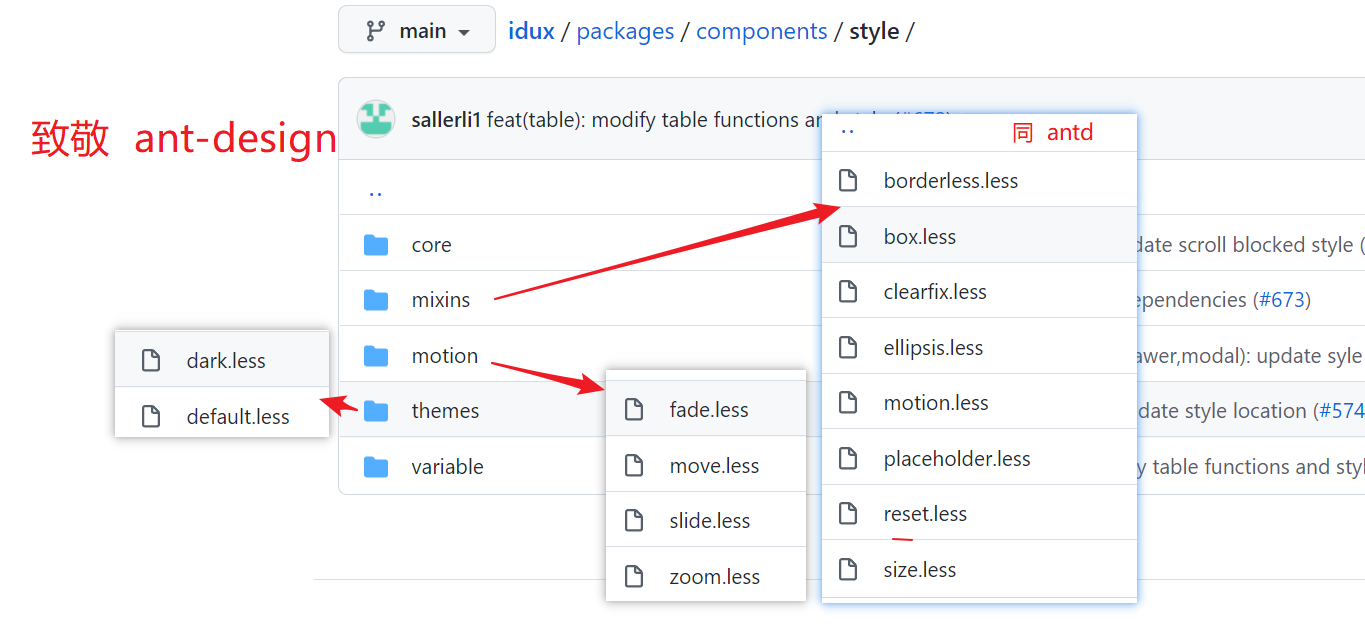 main idux / packages / components / style /
致敬 ant-design
sallerli1 feat(table): modify table functions an
..
core
mixins
motion
themes
variable
dark.less
default.less
fade.less
move.less
slide.less
zoom.less
.. 同 antd
borderless.less
box.less
clearfix.less
ellipsis.less
motion.less
placeholder.less
reset.less
size.less
date scroll blocked style (
ependencies (#673)
awer,modal): update syle
date style location (#574
y table functions and styl